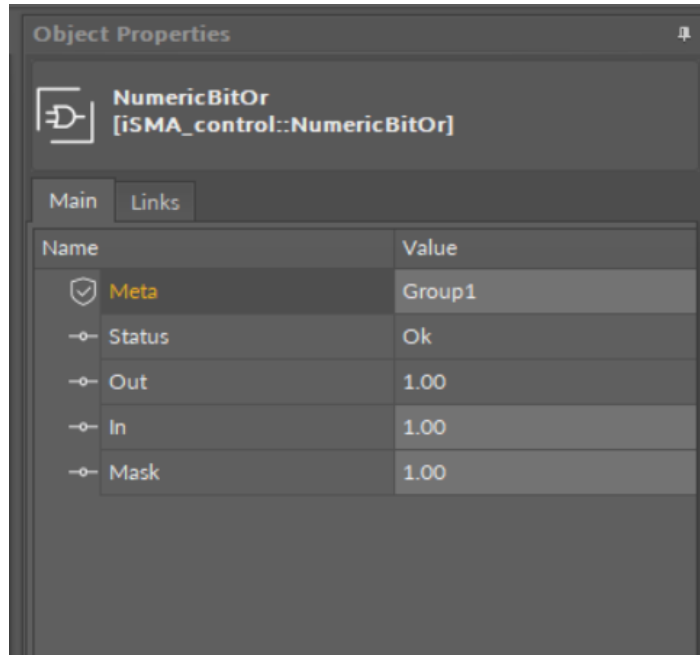 Object Properties
NumericBitOr
[iSMA_control::NumericBitOr]
Main Links
Name Value
Meta Group1
Status Ok
Out 1.00
In 1.00
Mask 1.00